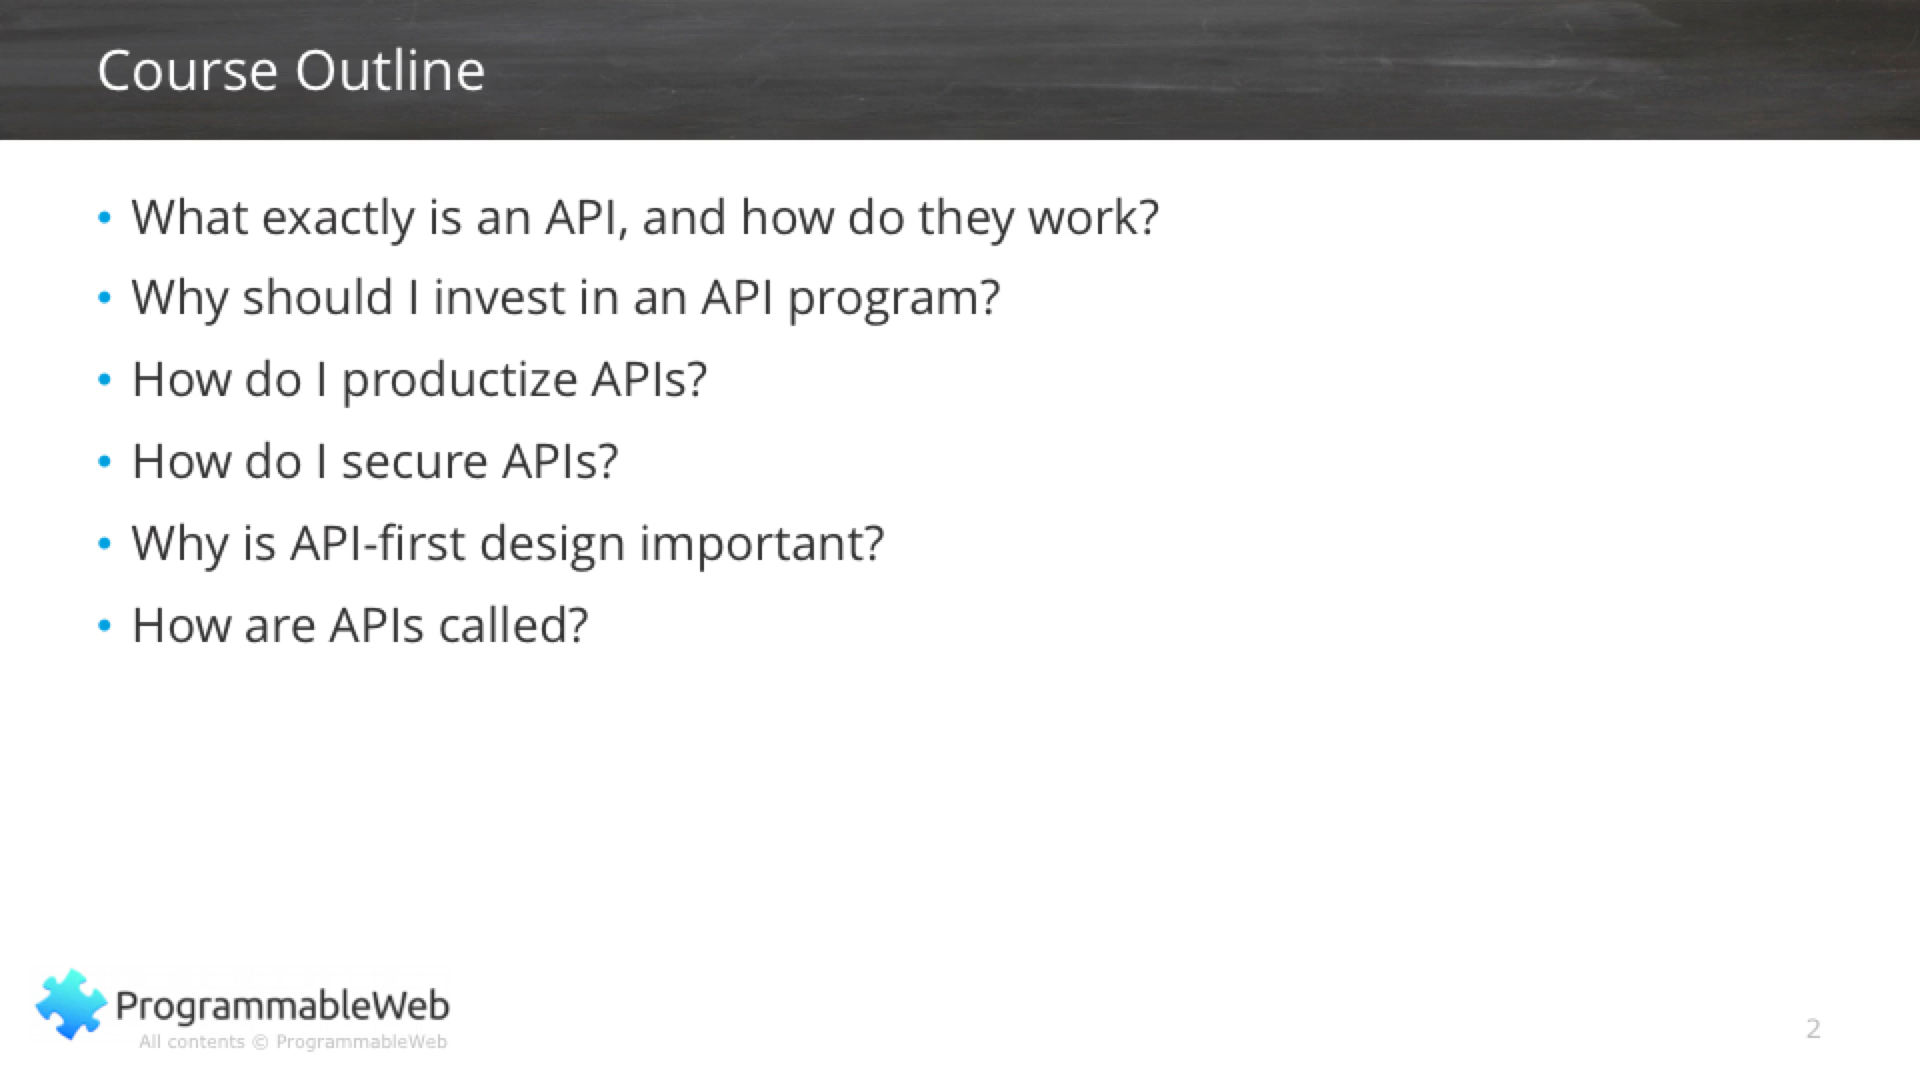 Course Outline
• What exactly is an API, and how do they work?
• Why should I invest in an API program?
• How do I productize APIs?
• How do I secure APIs?
• Why is API-first design important?
• How are APIs called?
ProgrammableWeb
All contents © ProgrammableWeb
2